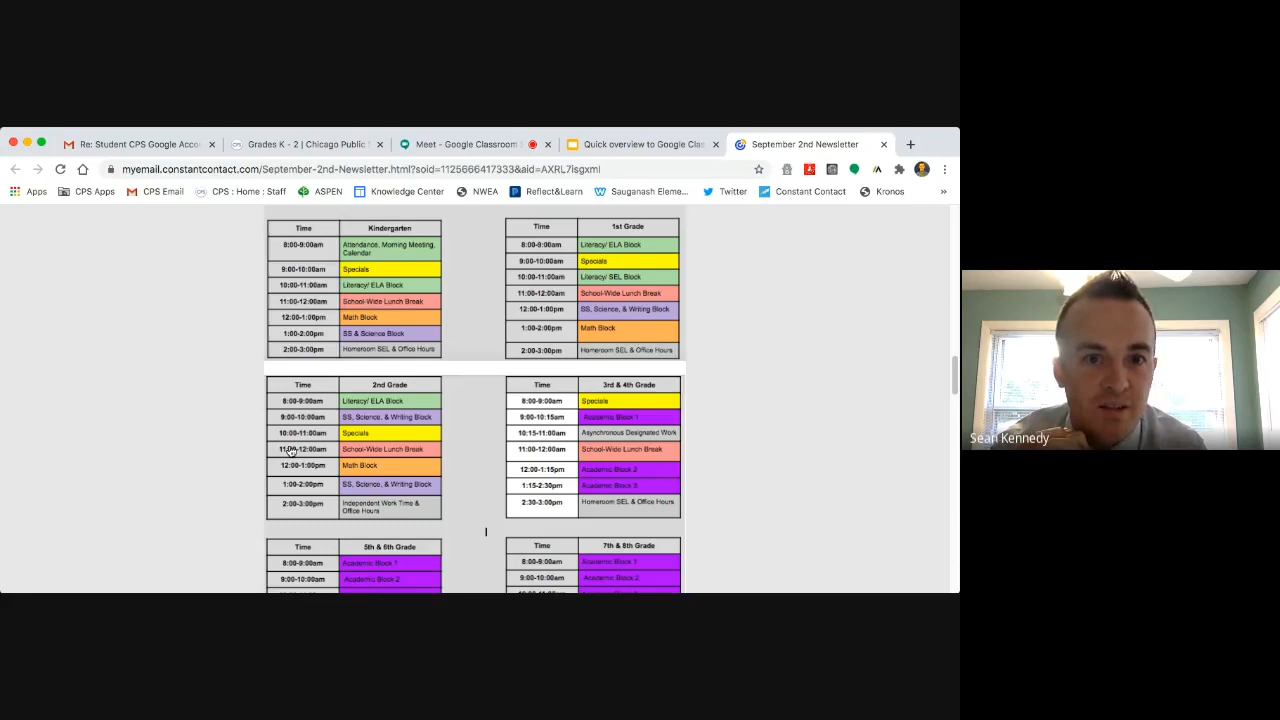 Re: Student CPS Google Accou
Grades K - 2 | Chicago Public S
Meet - Google Classroom
Quick overview to Google Clas
September 2nd Newsletter
myemail.constantcontact.com/September-2nd-Newsletter.html?soid=1125666417333&aid=AXRL7isgxmI
Apps CPS Apps CPS Email CPS : Home : Staff ASPEN Knowledge Center NWEA Reflect&Learn Sauganash Eleme... Twitter Constant Contact Kronos »
Time Kindergarten
8:00-9:00am Attendance, Morning Meeting,
Calendar
9:00-10:00am Specials
10:00-11:00am Literacy/ ELA Block
11:00-12:00am School-Wide Lunch Break
12:00-1:00pm Math Block
1:00-2:00pm SS & Science Block
2:00-3:00pm Homeroom SEL & Office Hours
Time 1st Grade
8:00-9:00am Literacy/ ELA Block
9:00-10:00am Specials
10:00-11:00am Literacy/ SEL Block
11:00-12:00am School-Wide Lunch Break
12:00-1:00pm SS, Science, & Writing Block
1:00-2:00pm Math Block
2:00-3:00pm Homeroom SEL & Office Hours
Time 2nd Grade
8:00-9:00am Literacy/ ELA Block
9:00-10:00am SS, Science, & Writing Block
10:00-11:00am Specials
11:00-12:00am School-Wide Lunch Break
12:00-1:00pm Math Block
1:00-2:00pm SS, Science, & Writing Block
2:00-3:00pm Independent Work Time &
Office Hours
Time 3rd & 4th Grade
8:00-9:00am Specials
9:00-10:15am Academic Block 1
10:15-11:00am Asynchronous Designated Work
11:00-12:00am School-Wide Lunch Break
12:00-1:15pm Academic Block 2
1:15-2:30pm Academic Block 3
2:30-3:00pm Homeroom SEL & Office Hours
Time 5th & 6th Grade
8:00-9:00am Academic Block 1
9:00-10:00am Academic Block 2
Time 7th & 8th Grade
8:00-9:00am Academic Block 1
9:00-10:00am Academic Block 2
Sean Kennedy